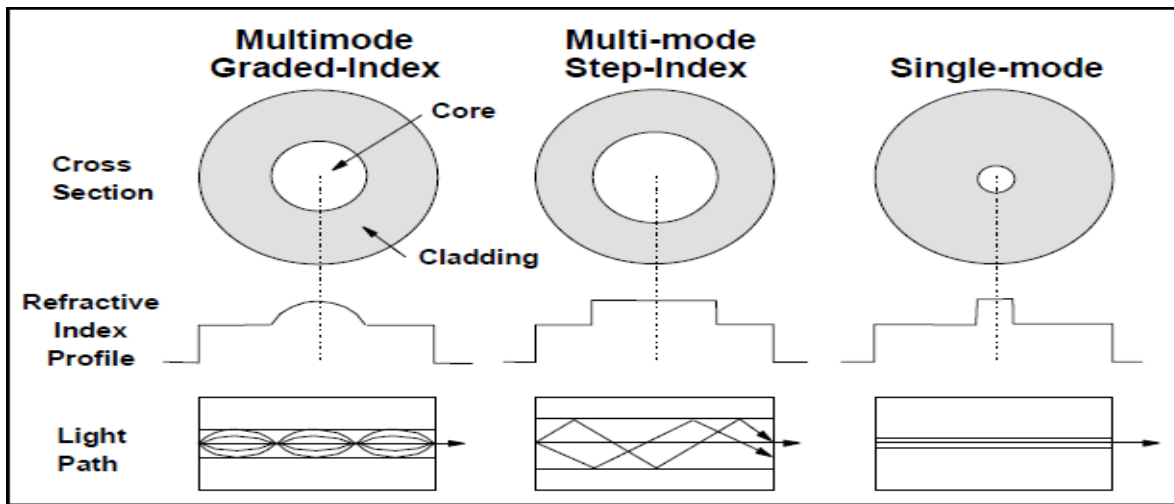 Multimode
Graded-Index
Multi-mode
Step-Index
Single-mode
Core
Cross
Section
Cladding
Refractive
Index
Profile
Light
Path